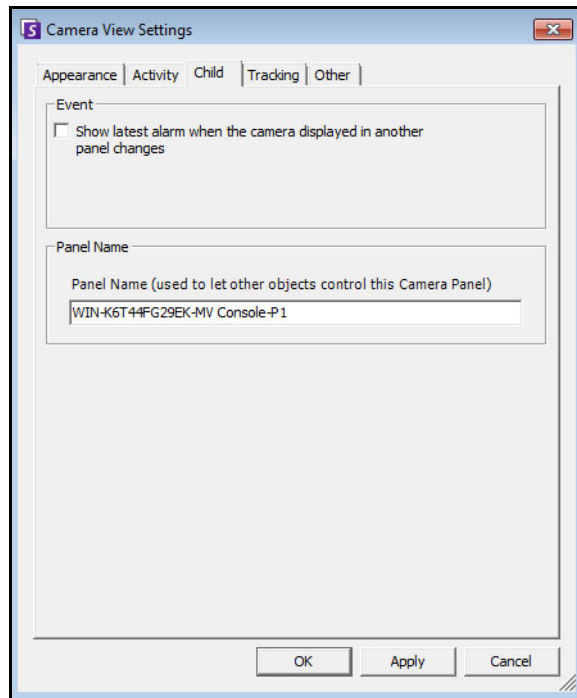 Camera View Settings
Appearance Activity Child Tracking Other
Event
Show latest alarm when the camera displayed in another
panel changes
Panel Name
Panel Name (used to let other objects control this Camera Panel)
WIN-K6T44FG29EK-MV Console-P1
OK Apply Cancel